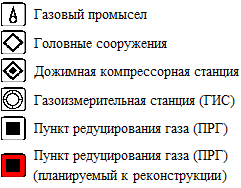 Газовый промысел
Головные сооружения
Дожимная компрессорная станция
Газоизмерительная станция (ГИС)
Пункт редуцирования газа (ПРГ)
Пункт редуцирования газа (ПРГ)
(планируемый к реконструкции)